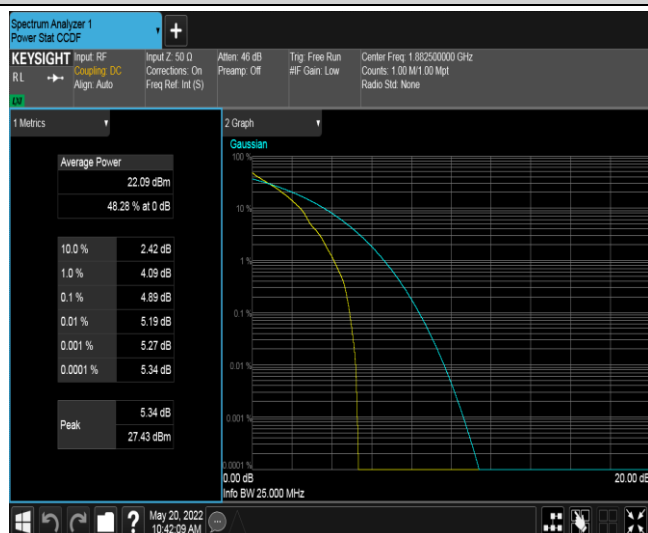 Spectrum Analyzer 1
Power Stat CCDF
+
KEYSIGHT
RL
LXI
Input: RF
Coupling: DC
Align: Auto
Input Z: 50 Ω
Corrections: On
Freq Ref: Int (S)
Atten: 46 dB
Preamp: Off
Trig: Free Run
#IF Gain: Low
Center Freq: 1.882500000 GHz
Counts: 1.00 M/1.00 Mpt
Radio Std: None
1 Metrics
Average Power
22.09 dBm
48.28 % at 0 dB
10.0 % 2.42 dB
1.0 % 4.09 dB
0.1 % 4.89 dB
0.01 % 5.19 dB
0.001 % 5.27 dB
0.0001 % 5.34 dB
Peak
5.34 dB
27.43 dBm
2 Graph
Gaussian
100 %
10 %
1 %
0.1 %
0.01 %
0.001 %
0.0001 %
0.00 dB 20.00 dB
Info BW 25.000 MHz
?
May 20, 2022
10:42:09 AM